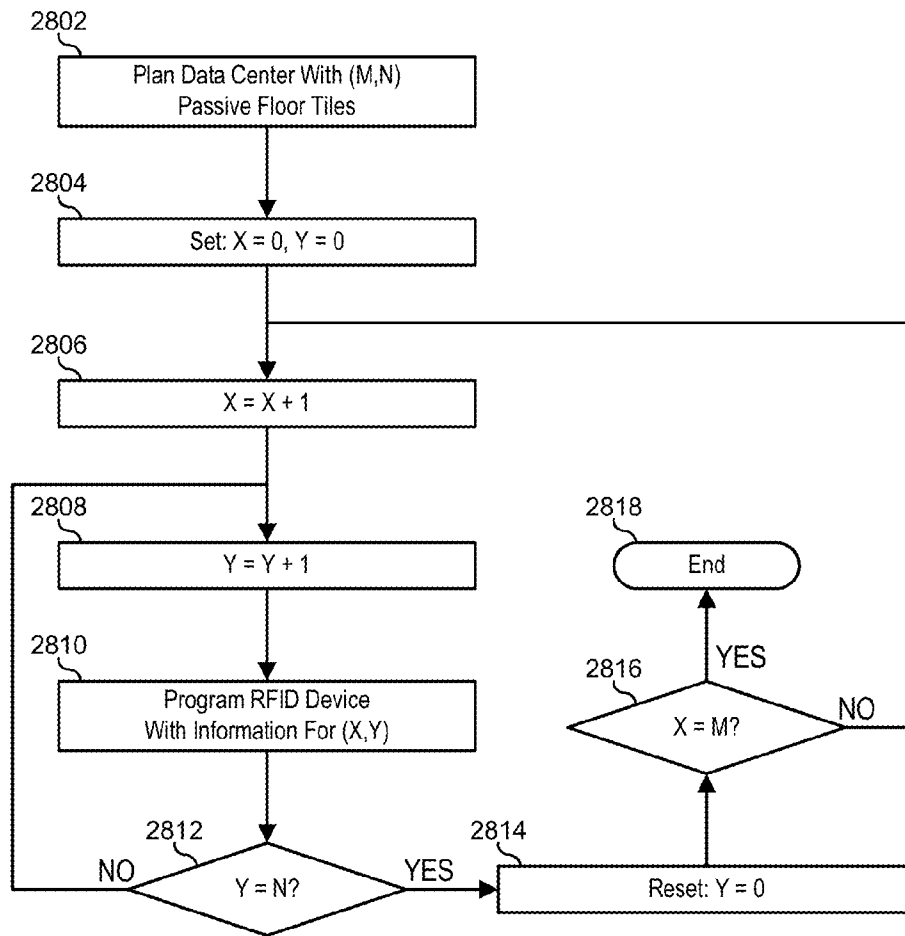 2802
Plan Data Center With (M,N)
Passive Floor Tiles
2804
Set: X = 0, Y = 0
2806
X = X + 1
2808
Y = Y + 1
2810
Program RFID Device
With Information For (X,Y)
2812
Y = N?
NO
YES
2814
Reset: Y = 0
2816
X = M?
NO
YES
2818
End